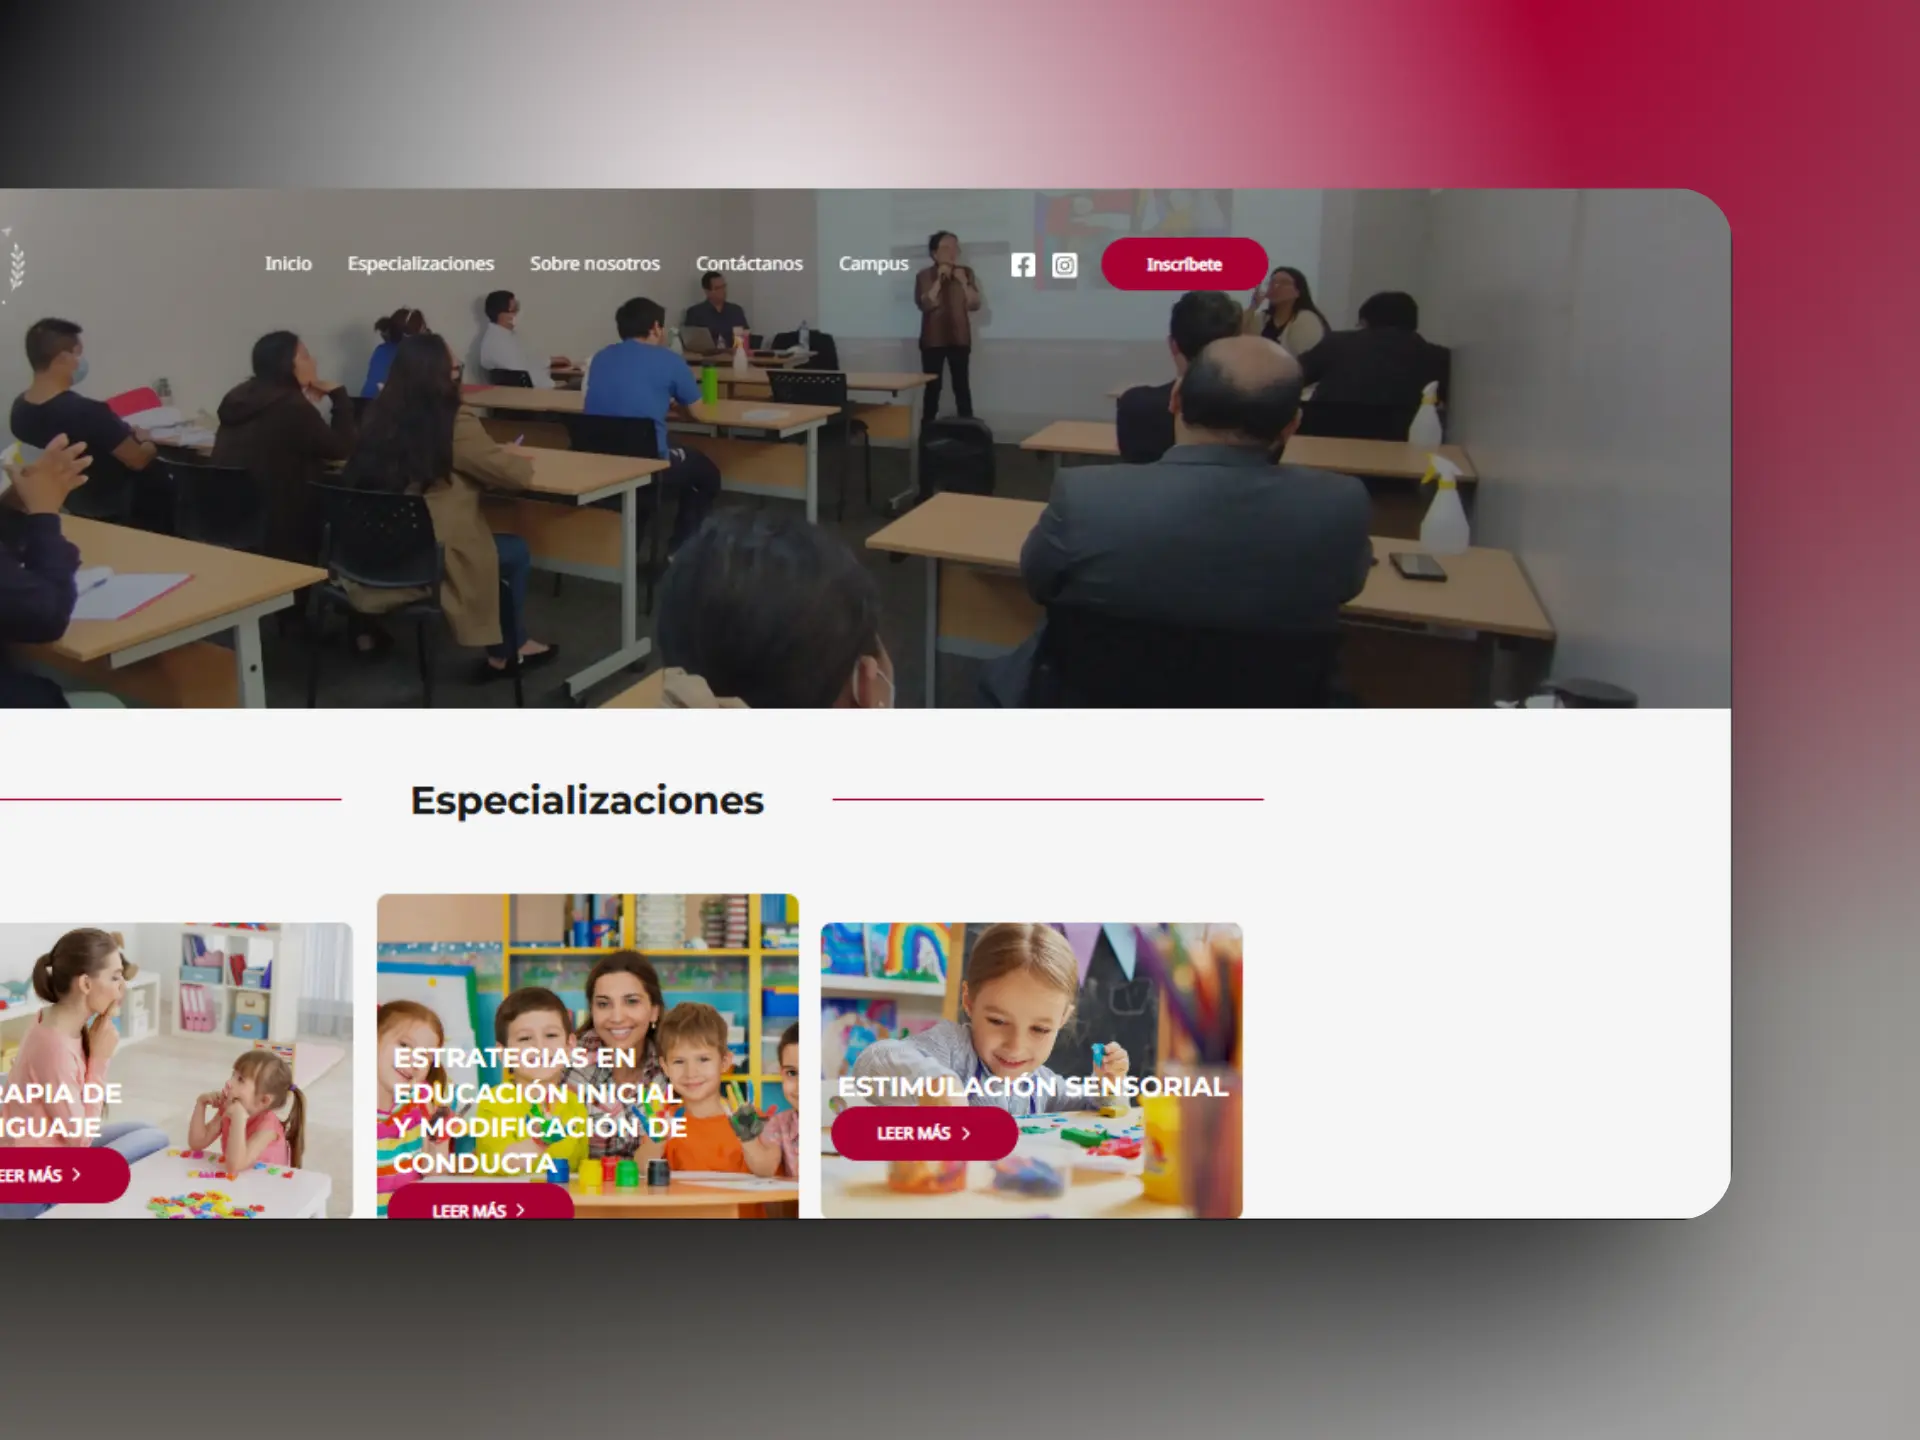 Inicio
Especializaciones
Sobre nosotros
Contáctanos
Campus
Inscríbete
Especializaciones
RAPIA DE
GUAJE
EER MÁS
ESTRATEGIAS EN
EDUCACIÓN INICIAL
Y MODIFICACIÓN DE
CONDUCTA
LEER MÁS
ESTIMULACIÓN SENSORIAL
LEER MÁS